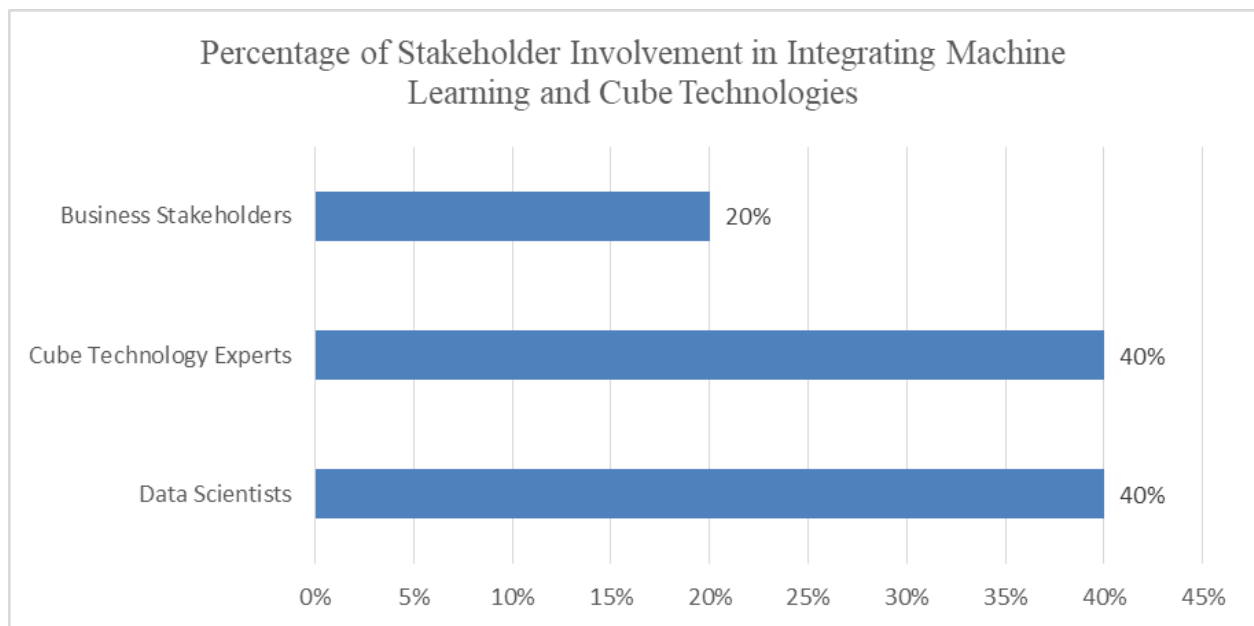 Percentage of Stakeholder Involvement in Integrating Machine
Learning and Cube Technologies
Business Stakeholders
20%
Cube Technology Experts
40%
Data Scientists
40%
0% 5% 10% 15% 20% 25% 30% 35% 40% 45%